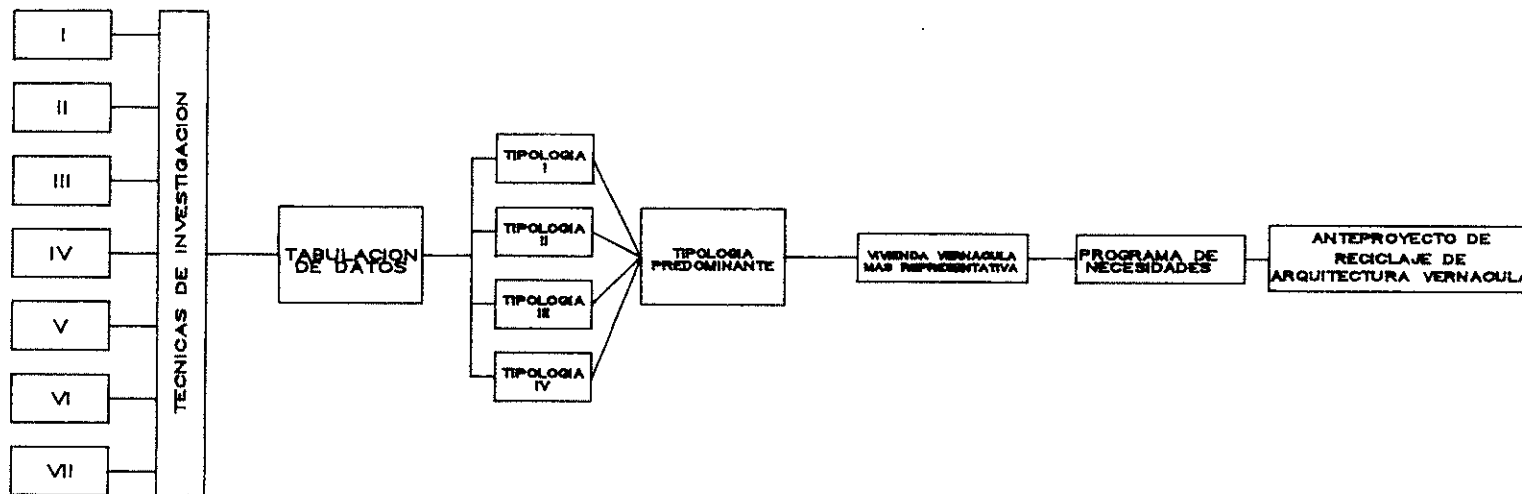 I
II
III
IV
V
VI
VII
TECNICAS DE INVESTIGACION
TABULACION
DE DATOS
TIPOLOGIA
I
TIPOLOGIA
II
TIPOLOGIA
III
TIPOLOGIA
IV
TIPOLOGIA
PREDOMINANTE
VIVIENDA VERNACULA
MAS REPRESENTATIVA
PROGRAMA DE
NECESIDADES
ANTEPROYECTO DE
RECICLAJE DE
ARQUITECTURA VERNACULA